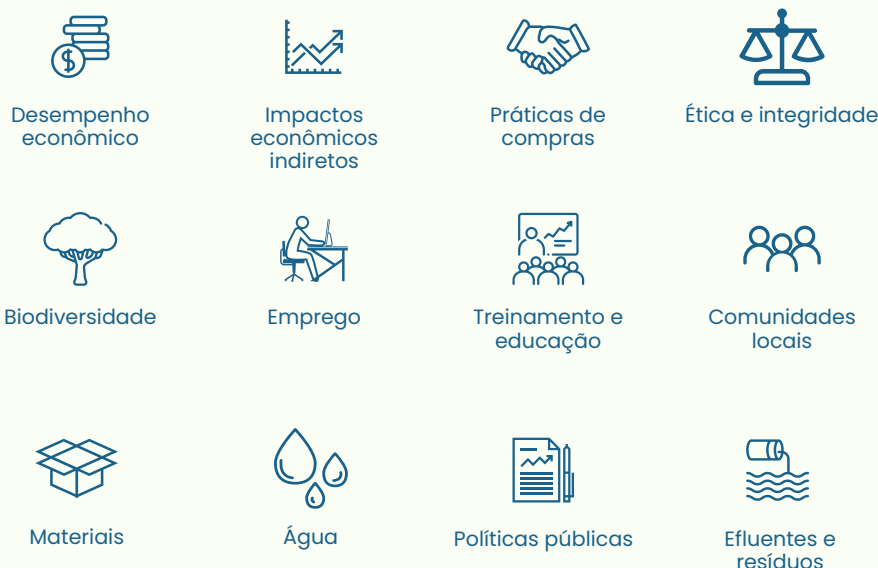 Desempenho
econômico
Impactos
econômicos
indiretos
Práticas de
compras
Ética e integridade
Biodiversidade
Emprego
Treinamento e
educação
Comunidades
locais
Materiais
Água
Políticas públicas
Efluentes e
resíduos